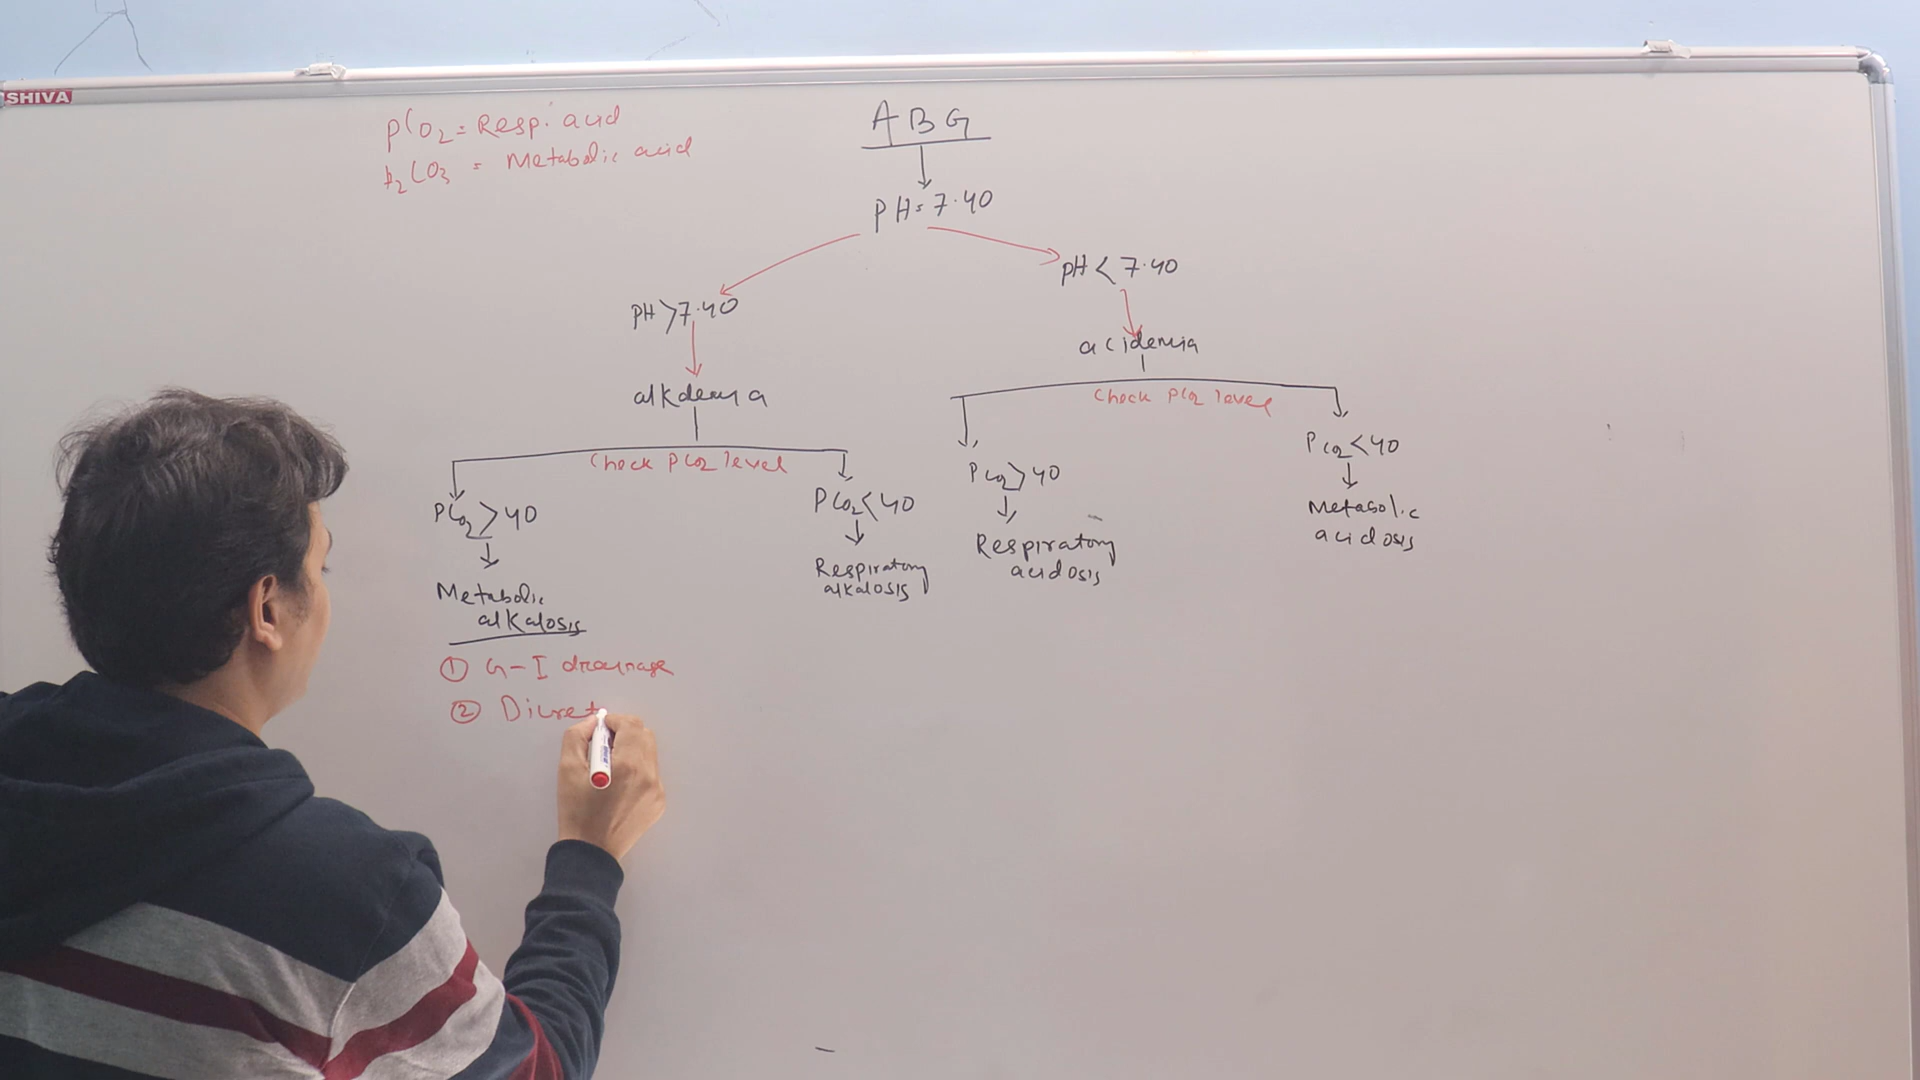 SHIVA
PCO2 = Respi acid
H2CO3 = Metabolic acid
ABG
PH = 7.40
PH > 7.40
pH < 7.40
alkdemia
acidemia
Check PCO2 level
Check PCO2 level
PCO2 > 40
PCO2 < 40
PCO2 > 40
PCO2 < 40
Metabolic
alkalosis
Respiratory
alkalosis
Respiratory
acidosis
Metabolic
acidosis
① G-I drainage
② Diuret